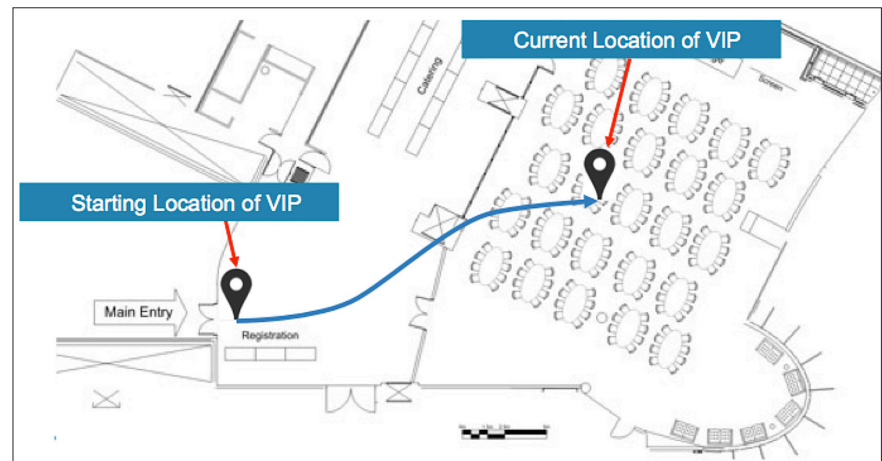 Current Location of VIP
Screen
Catering
Starting Location of VIP
Main Entry
Registration